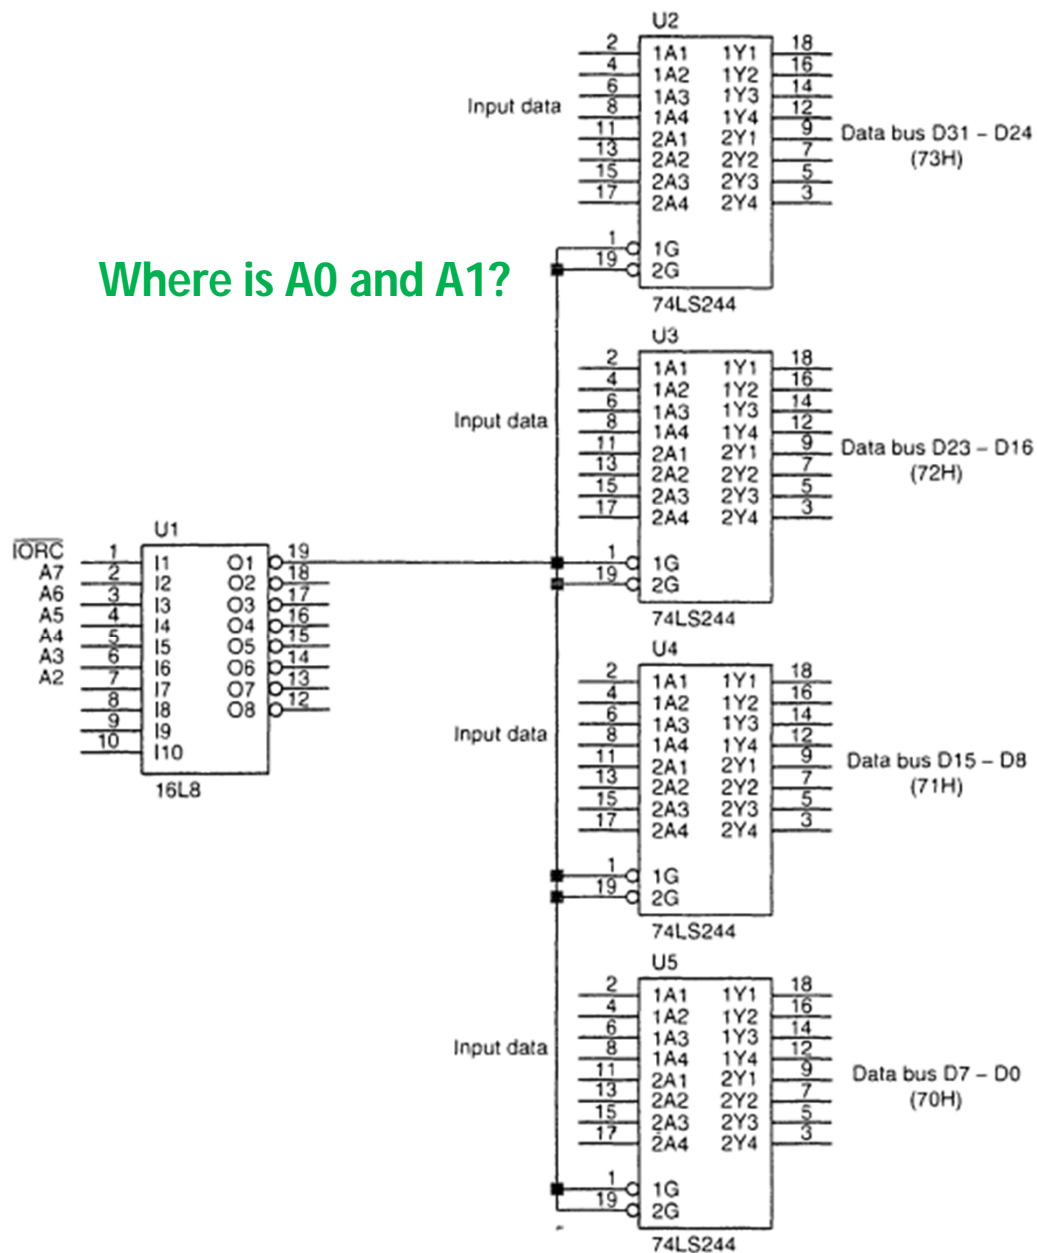 U2
2 1A1 1Y1 18
4 1A2 1Y2 16
6 1A3 1Y3 14
8 1A4 1Y4 12
11 2A1 2Y1 9
13 2A2 2Y2 7
15 2A3 2Y3 5
17 2A4 2Y4 3
Input data
Data bus D31 – D24
(73H)
1 1G
19 2G
74LS244
Where is A0 and A1?
U3
2 1A1 1Y1 18
4 1A2 1Y2 16
6 1A3 1Y3 14
8 1A4 1Y4 12
11 2A1 2Y1 9
13 2A2 2Y2 7
15 2A3 2Y3 5
17 2A4 2Y4 3
Input data
Data bus D23 – D16
(72H)
1 1G
19 2G
74LS244
U1
IORC 1 I1 O1 19
A7 2 I2 O2 18
A6 3 I3 O3 17
A5 4 I4 O4 16
A4 5 I5 O5 15
A3 6 I6 O6 14
A2 7 I7 O7 13
8 I8 O8 12
9 I9
10 I10
16L8
U4
2 1A1 1Y1 18
4 1A2 1Y2 16
6 1A3 1Y3 14
8 1A4 1Y4 12
11 2A1 2Y1 9
13 2A2 2Y2 7
15 2A3 2Y3 5
17 2A4 2Y4 3
Input data
Data bus D15 – D8
(71H)
1 1G
19 2G
74LS244
U5
2 1A1 1Y1 18
4 1A2 1Y2 16
6 1A3 1Y3 14
8 1A4 1Y4 12
11 2A1 2Y1 9
13 2A2 2Y2 7
15 2A3 2Y3 5
17 2A4 2Y4 3
Input data
Data bus D7 – D0
(70H)
1 1G
19 2G
74LS244